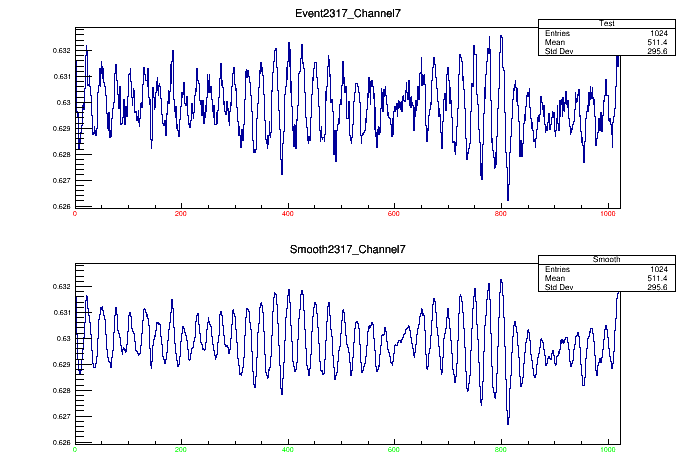 Event2317_Channel7
Test
Entries 1024
Mean 511.4
Std Dev 295.6
0.632
0.631
0.63
0.629
0.628
0.627
0.626
0 200 400 600 800 1000
Smooth2317_Channel7
Smooth
Entries 1024
Mean 511.4
Std Dev 295.6
0.632
0.631
0.63
0.629
0.628
0.627
0.626
0 200 400 600 800 1000